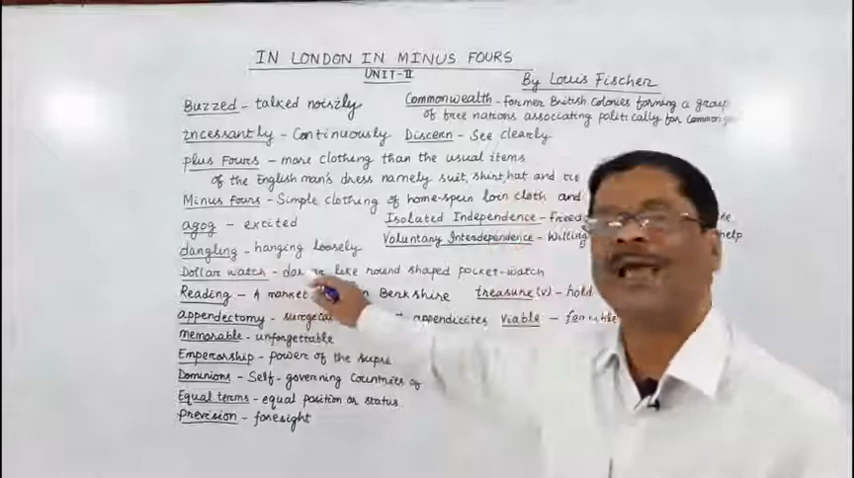 IN LONDON IN MINUS FOURS
UNIT-II
By Louis Fischer
Buzzed - talked noiszly
Commonwealth - Former British Colonies forming a group
of free nations associating politically for common
Incessantly - Continuously
Discern - See clearly
plus Fours - more clothing than the usual items
of the English man's dress namely suit, shirt, hat and tie
Minus fours - Simple clothing of home-spun loin cloth and
agog - excited
Isolated Independence -
dangling - hanging loosely
Voluntary Interdependence - help
Dollar watch - like round shaped pocket-watch
Reading - A market Berkshire
treasure(v) - hold
appendectomy - appendicites
Viable -
memorable - unforgettable
Emperorship - power of the
Dominions - Self-governing Countries of
Equal terms - equal position or status
Prevision - foresight